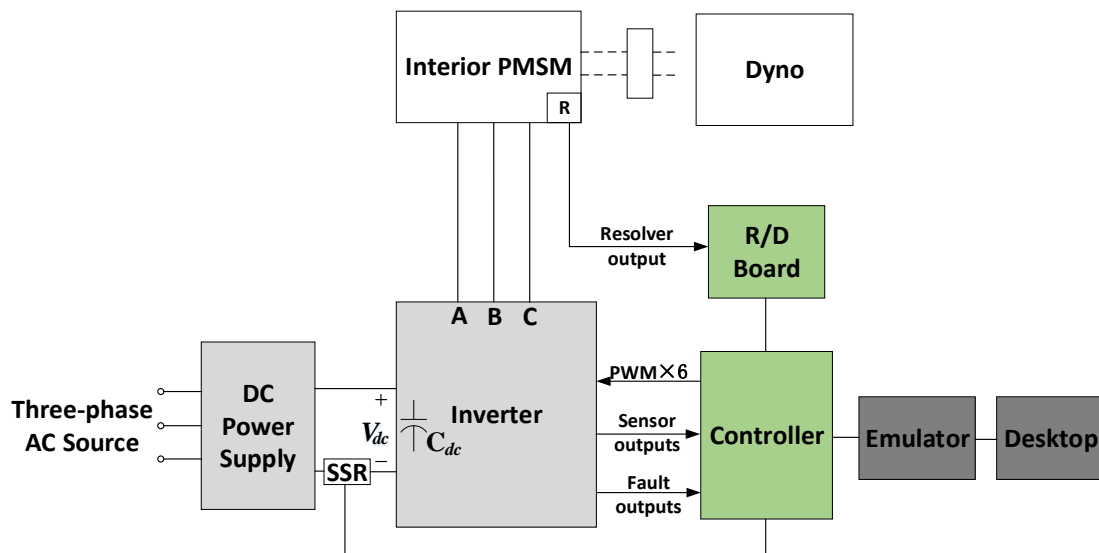 Interior PMSM
R
Dyno
Resolver
output
R/D
Board
A B C
Three-phase
AC Source
DC
Power
Supply
+
Vdc
−
SSR
Cdc
Inverter
PWM×6
Sensor
outputs
Fault
outputs
Controller
Emulator
Desktop